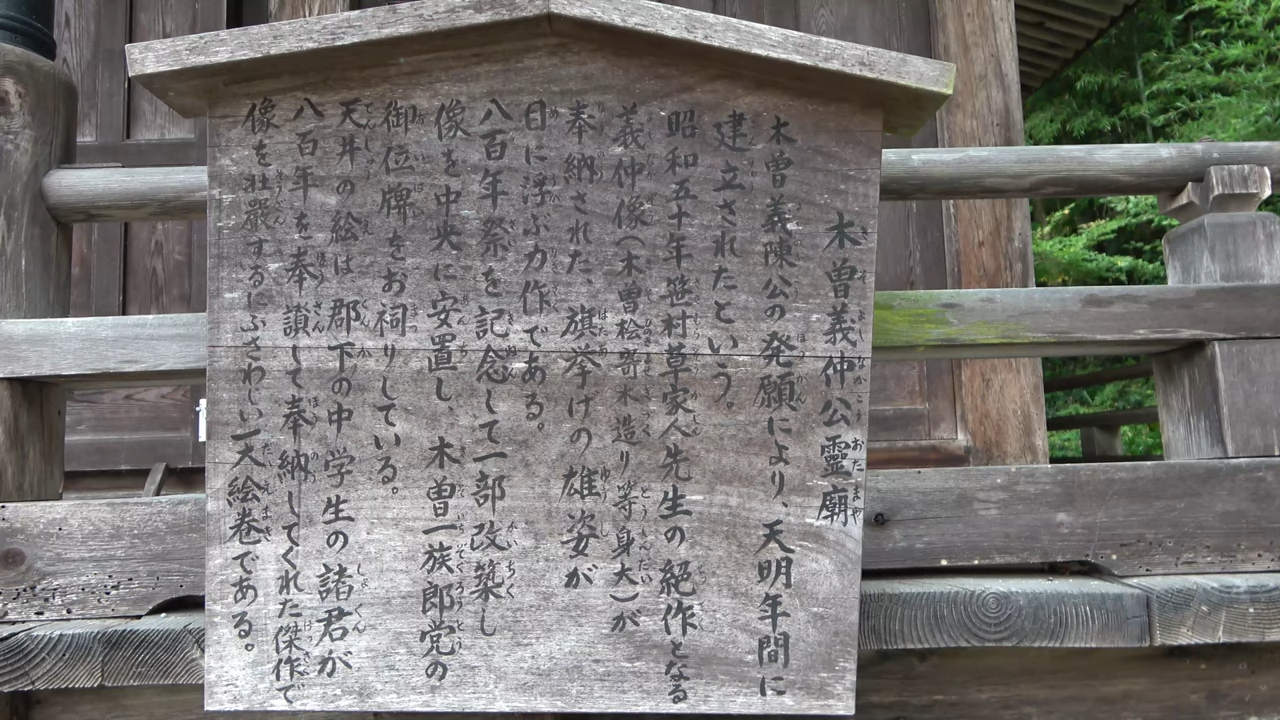 木曽義仲公靈廟
木曽義陳公の発願により、天明年間に
建立されたという。
昭和五十年笹村草家人先生の絶作となる
義仲像（木曽桧寄木造り等身大）が
奉納された、旗挙げの雄姿が
目に浮ぶ力作である。
八百年祭を記念して一部改築し
像を中央に安置し、木曽一族郎党の
御位牌をお祠りしている。
天井の絵は郡下の中学生の諸君が
八百年を奉讃して奉納してくれた傑作で
像を壮嚴するにふさわしい一大絵巻である。